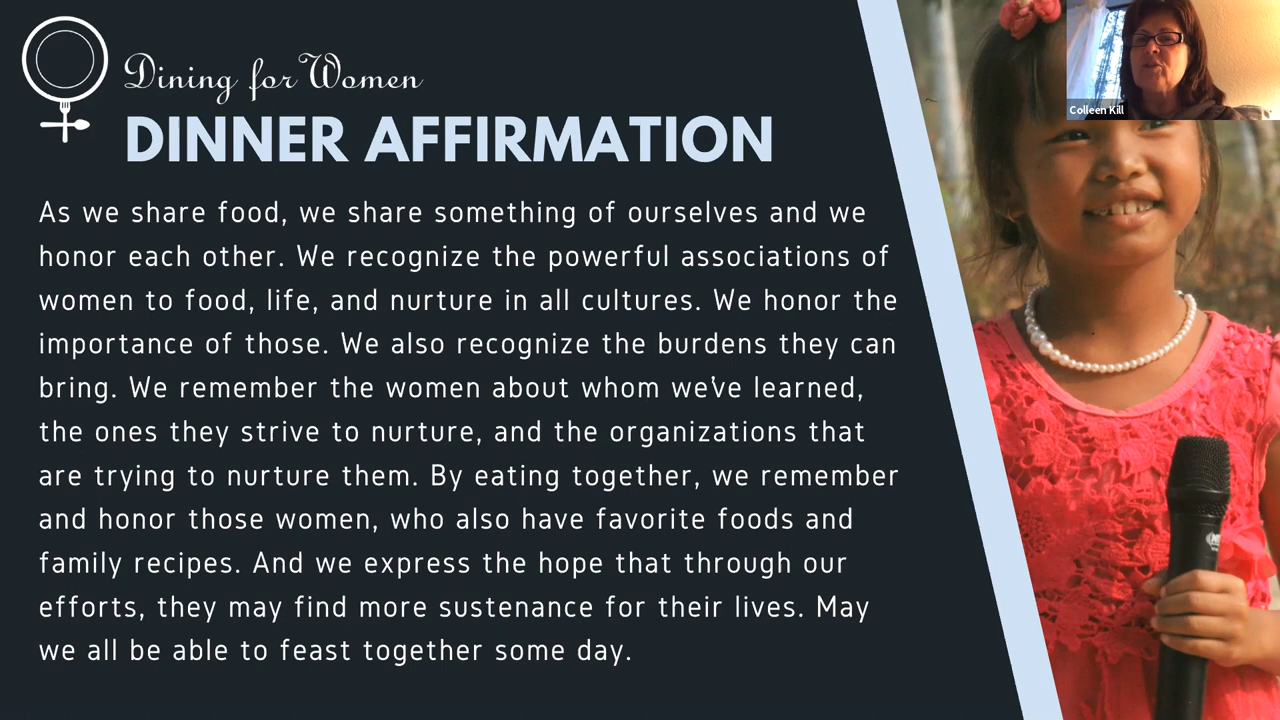 Dining for Women
DINNER AFFIRMATION
As we share food, we share something of ourselves and we
honor each other. We recognize the powerful associations of
women to food, life, and nurture in all cultures. We honor the
importance of those. We also recognize the burdens they can
bring. We remember the women about whom we've learned,
the ones they strive to nurture, and the organizations that
are trying to nurture them. By eating together, we remember
and honor those women, who also have favorite foods and
family recipes. And we express the hope that through our
efforts, they may find more sustenance for their lives. May
we all be able to feast together some day.
Colleen Kill